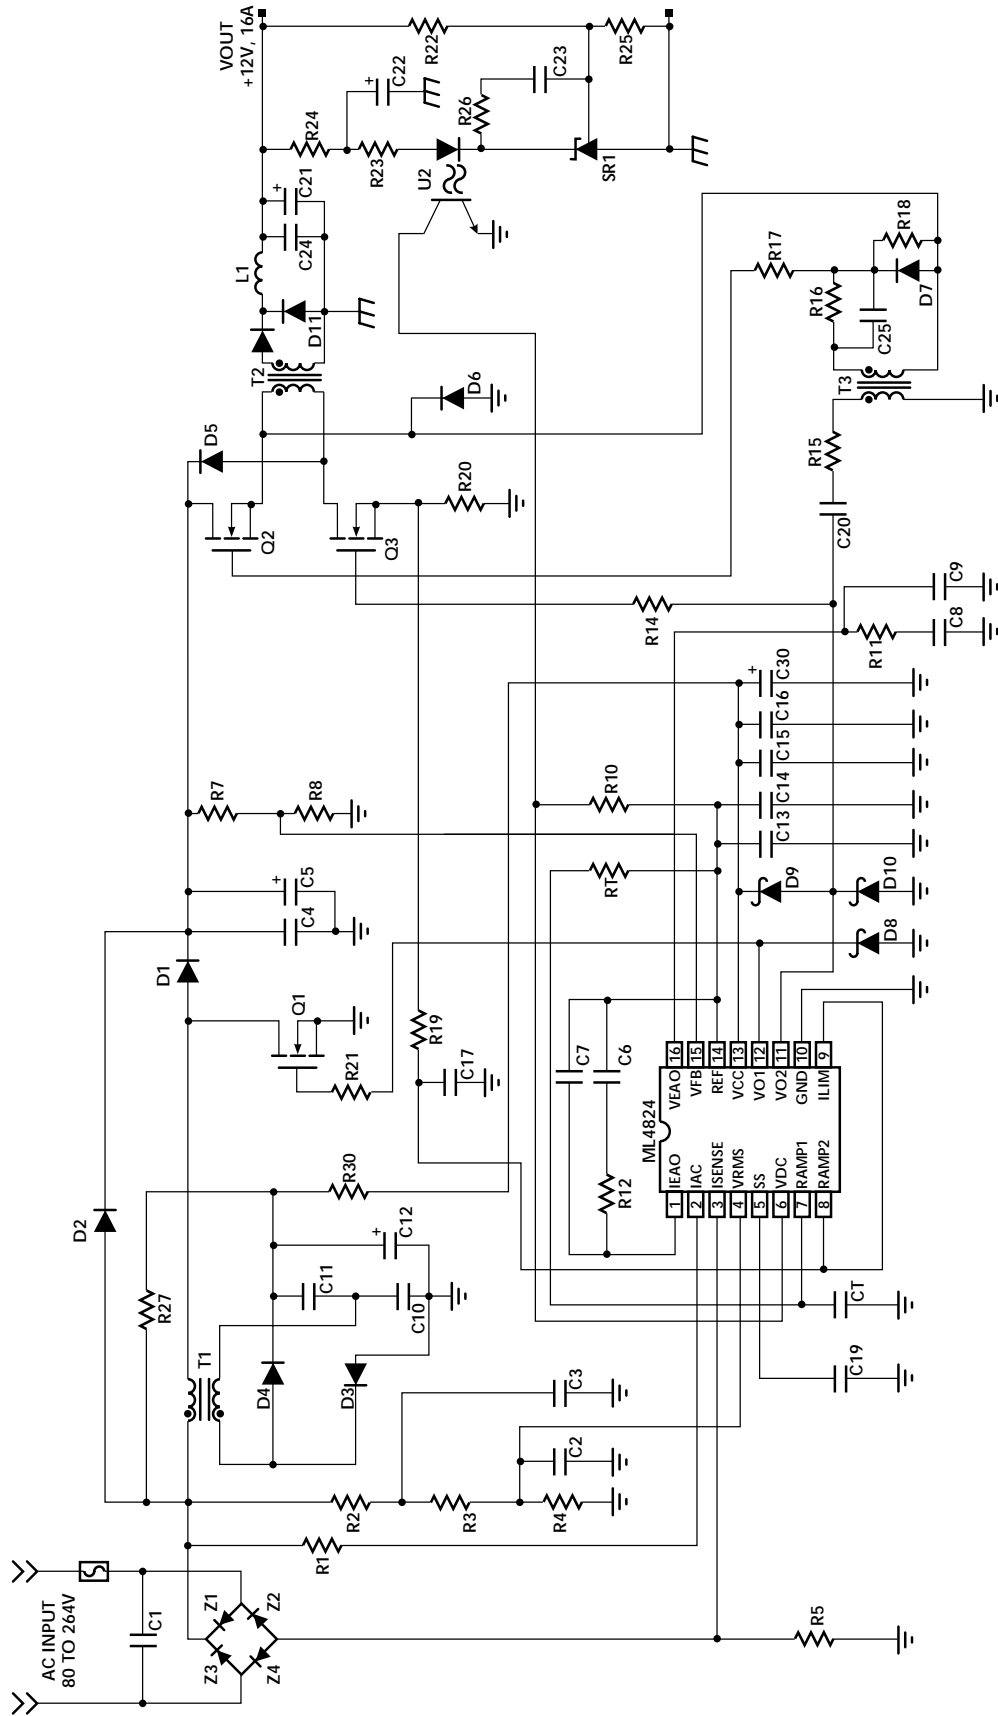 AC INPUT
80 TO 264V
C1
Z1
Z2
Z3
Z4
R1
R2
R3
R4
R5
C2
C3
D2
R27
T1
D4
D3
C11
C10
C12
R30
Q1
R21
D1
C4
C5
R7
R8
R19
C17
C7
C6
R12
ML4824
1
2
3
4
5
6
7
8
IEAO
IAC
ISENSE
VRMS
SS
VDC
RAMP1
RAMP2
VEAO
VFB
REF
VCC
VO1
VO2
GND
ILIM
16
15
14
13
12
11
10
9
C19
CT
RT
R10
D8
D10
D9
C13
C14
C15
C16
C30
+
+
+
R11
C8
C9
R14
C20
R15
T3
R16
C25
D7
R18
R17
Q2
Q3
D5
R20
D6
T2
D11
L1
C24
C21
+
R24
R23
C22
+
U2
R26
C23
SR1
R22
R25
VOUT
+12V, 16A